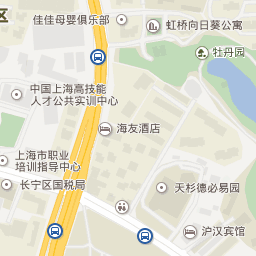 佳佳母婴俱乐部
虹桥向日葵公寓
区
牡丹园
中国上海高技能
人才公共实训中心
海友酒店
上海市职业
培训指导中心
长宁区国税局
天杉德必易园
沪汉宾馆